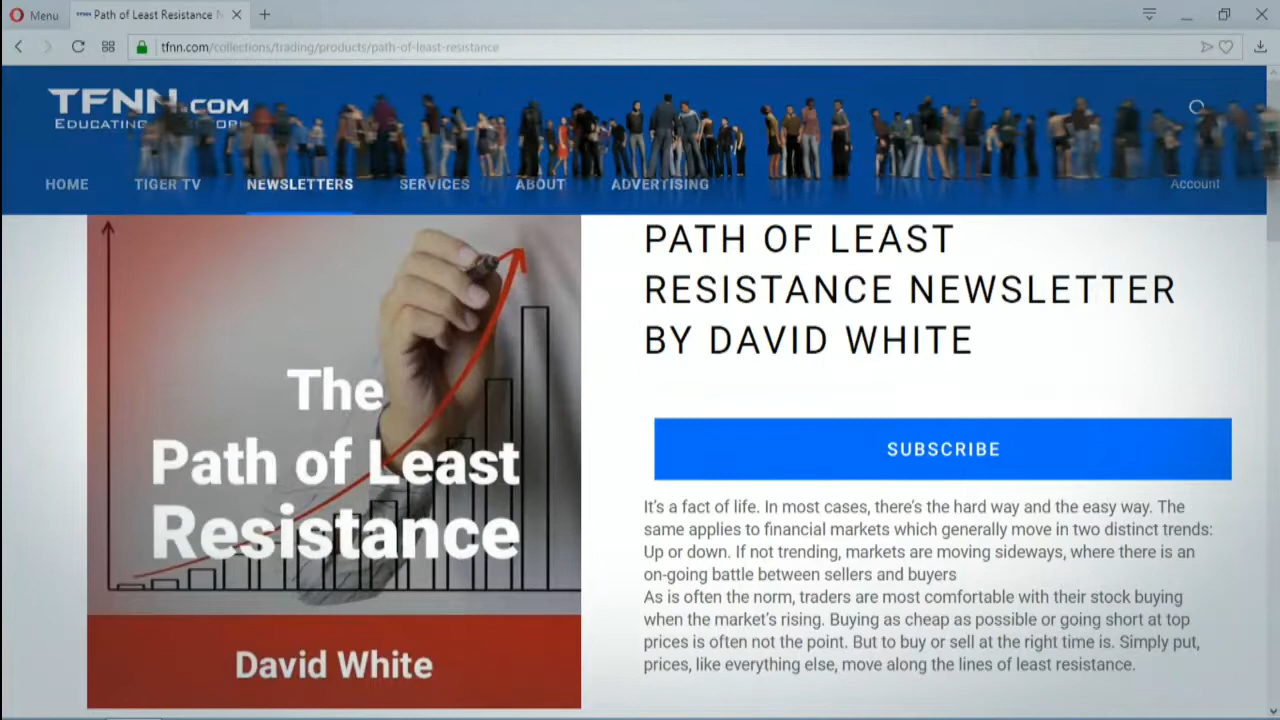 Menu
TFNN Path of Least Resistance N
tfnn.com/collections/trading/products/path-of-least-resistance
TFNN.COM
EDUCATING
HOME
TIGER TV
NEWSLETTERS
SERVICES
ABOUT
ADVERTISING
Account
The
Path of Least
Resistance
David White
PATH OF LEAST
RESISTANCE NEWSLETTER
BY DAVID WHITE
SUBSCRIBE
It's a fact of life. In most cases, there's the hard way and the easy way. The
same applies to financial markets which generally move in two distinct trends:
Up or down. If not trending, markets are moving sideways, where there is an
on-going battle between sellers and buyers
As is often the norm, traders are most comfortable with their stock buying
when the market's rising. Buying as cheap as possible or going short at top
prices is often not the point. But to buy or sell at the right time is. Simply put,
prices, like everything else, move along the lines of least resistance.